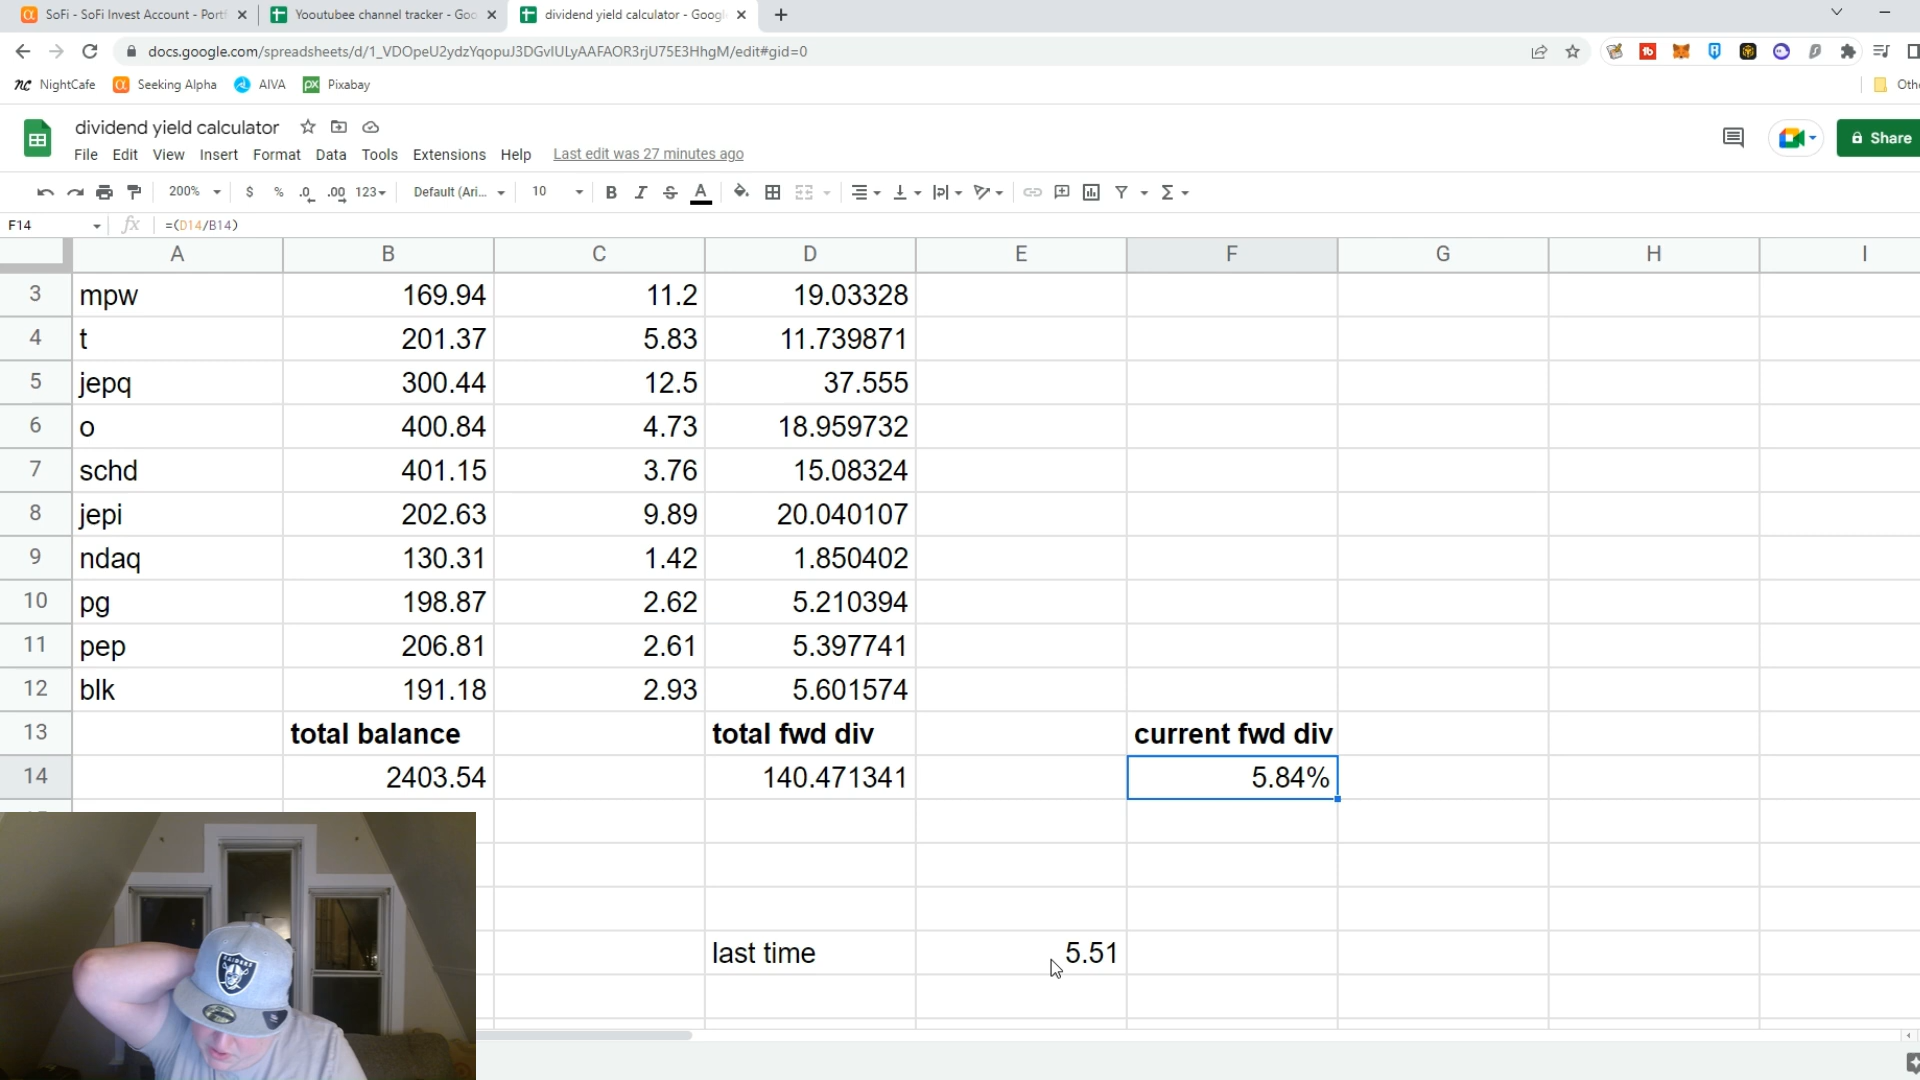 SoFi - SoFi Invest Account - Portf
Yooutubee channel tracker - Goo
dividend yield calculator - Googl
docs.google.com/spreadsheets/d/1_VDOpeU2ydzYqopuJ3DGvIULyAAFAOR3rjU75E3HhgM/edit#gid=0
NightCafe
Seeking Alpha
AIVA
Pixabay
Othe
dividend yield calculator
File Edit View Insert Format Data Tools Extensions Help Last edit was 27 minutes ago
Share
200% $ % .0 .00 123 Default (Ari... 10 B I S A
F14 fx =(D14/B14)
A B C D E F G H I
3 mpw 169.94 11.2 19.03328
4 t 201.37 5.83 11.739871
5 jepq 300.44 12.5 37.555
6 o 400.84 4.73 18.959732
7 schd 401.15 3.76 15.08324
8 jepi 202.63 9.89 20.040107
9 ndaq 130.31 1.42 1.850402
10 pg 198.87 2.62 5.210394
11 pep 206.81 2.61 5.397741
12 blk 191.18 2.93 5.601574
13 total balance total fwd div current fwd div
14 2403.54 140.471341 5.84%
last time 5.51
RAIDERS